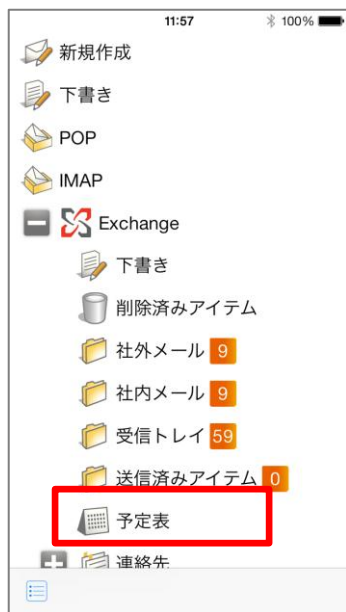 11:57 100%
新規作成
下書き
POP
IMAP
Exchange
下書き
削除済みアイテム
社外メール 9
社内メール 9
受信トレイ 59
送信済みアイテム 0
予定表
連絡先